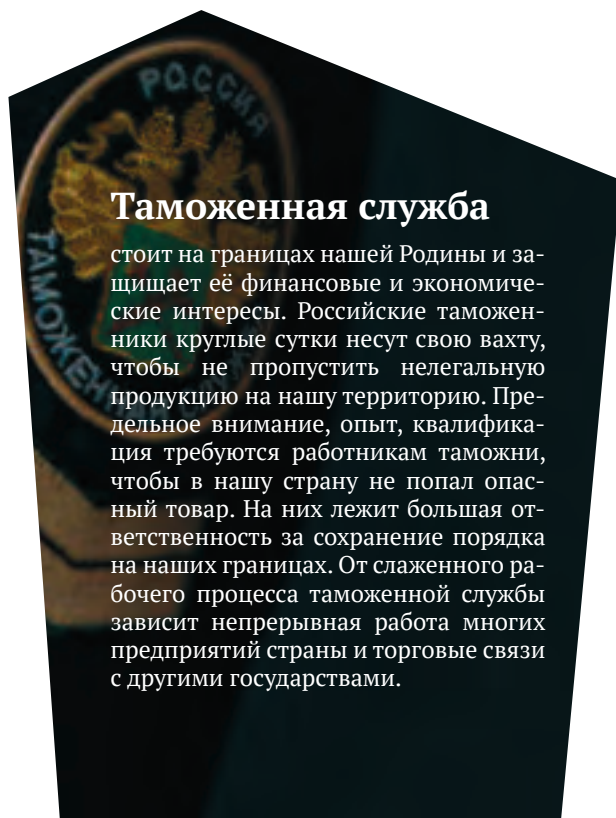 РОССИЯ
ТАМОЖЕННАЯ СЛУЖБА
Таможенная служба
стоит на границах нашей Родины и за-
щищает её финансовые и экономиче-
ские интересы. Российские таможен-
ники круглые сутки несут свою вахту,
чтобы не пропустить нелегальную
продукцию на нашу территорию. Пре-
дельное внимание, опыт, квалифика-
ция требуются работникам таможни,
чтобы в нашу страну не попал опас-
ный товар. На них лежит большая от-
ветственность за сохранение порядка
на наших границах. От слаженного ра-
бочего процесса таможенной службы
зависит непрерывная работа многих
предприятий страны и торговые связи
с другими государствами.